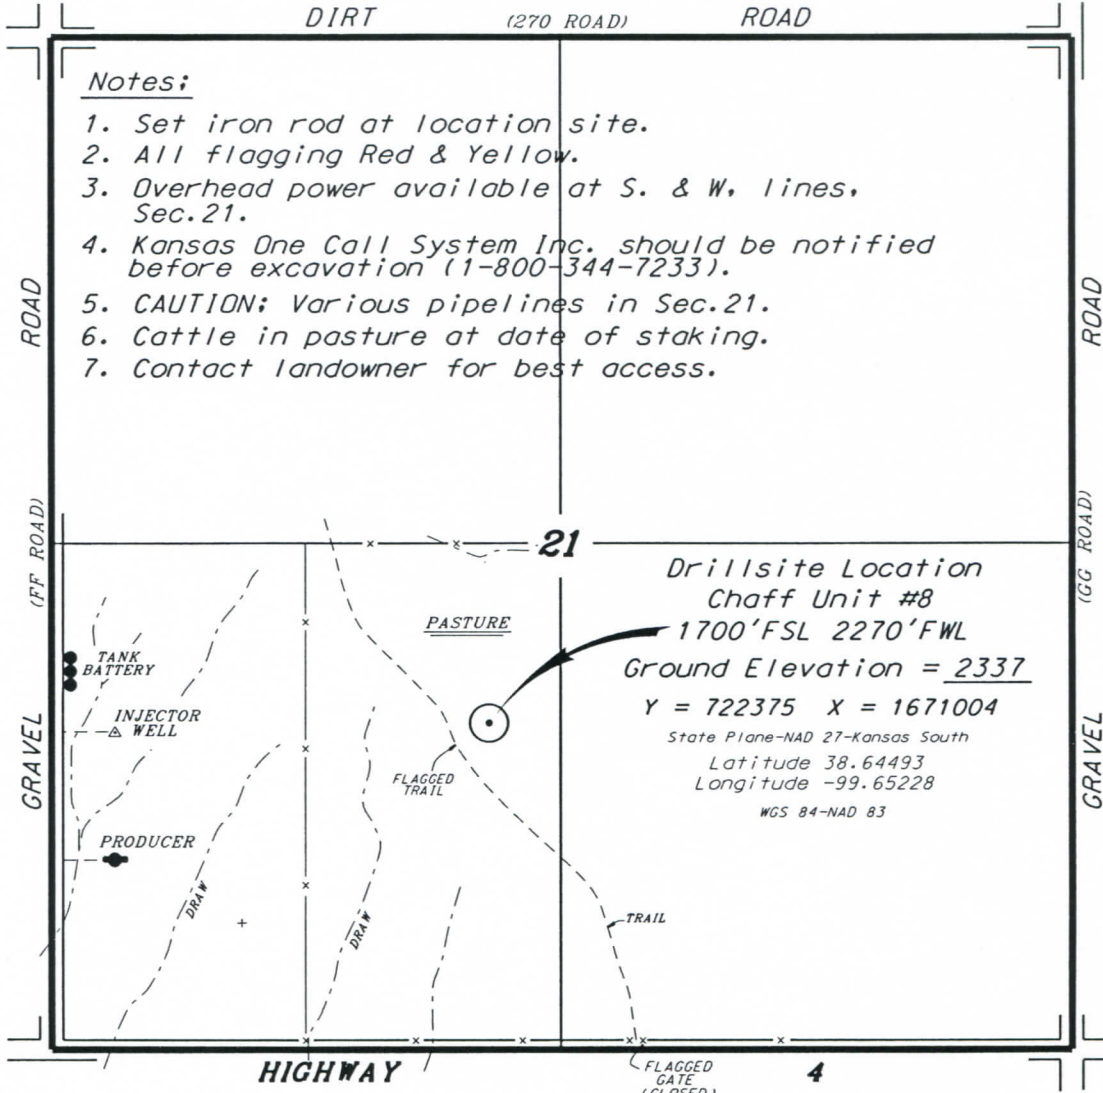 DIRT (270 ROAD) ROAD
Notes:
1. Set iron rod at location site.
2. All flagging Red & Yellow.
3. Overhead power available at S. & W. lines,
Sec.21.
4. Kansas One Call System Inc. should be notified
before excavation (1-800-344-7233).
5. CAUTION: Various pipelines in Sec.21.
6. Cattle in pasture at date of staking.
7. Contact landowner for best access.
ROAD
(FF ROAD)
GRAVEL
ROAD
(GG ROAD)
GRAVEL
21
Drillsite Location
Chaff Unit #8
1700'FSL 2270'FWL
Ground Elevation = 2337
Y = 722375 X = 1671004
State Plane-NAD 27-Kansas South
Latitude 38.64493
Longitude -99.65228
WGS 84-NAD 83
PASTURE
TANK
BATTERY
INJECTOR
WELL
FLAGGED
TRAIL
PRODUCER
DRAW
DRAW
TRAIL
HIGHWAY 4
FLAGGED
GATE
(CLOSED)